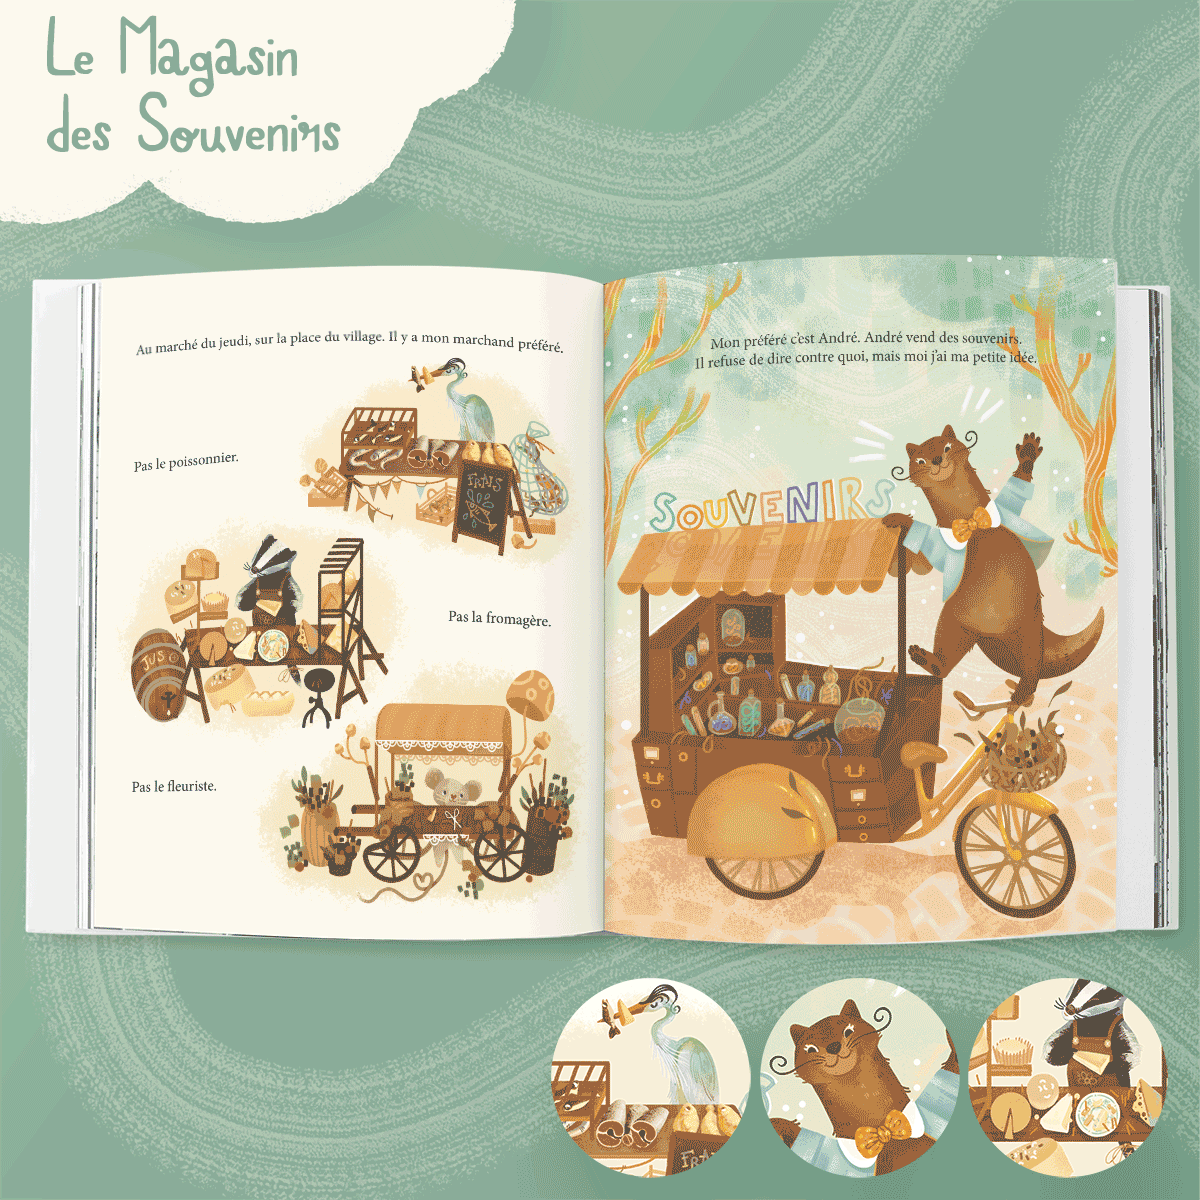 Le Magasin
des Souvenirs
Au marché du jeudi, sur la place du village. Il y a mon marchand préféré.
Pas le poissonnier.
FRAIS
Pas la fromagère.
JUS
Pas le fleuriste.
Mon préféré c'est André. André vend des souvenirs.
Il refuse de dire contre quoi, mais moi j'ai ma petite idée.
SOUVENIRS
FRAIS